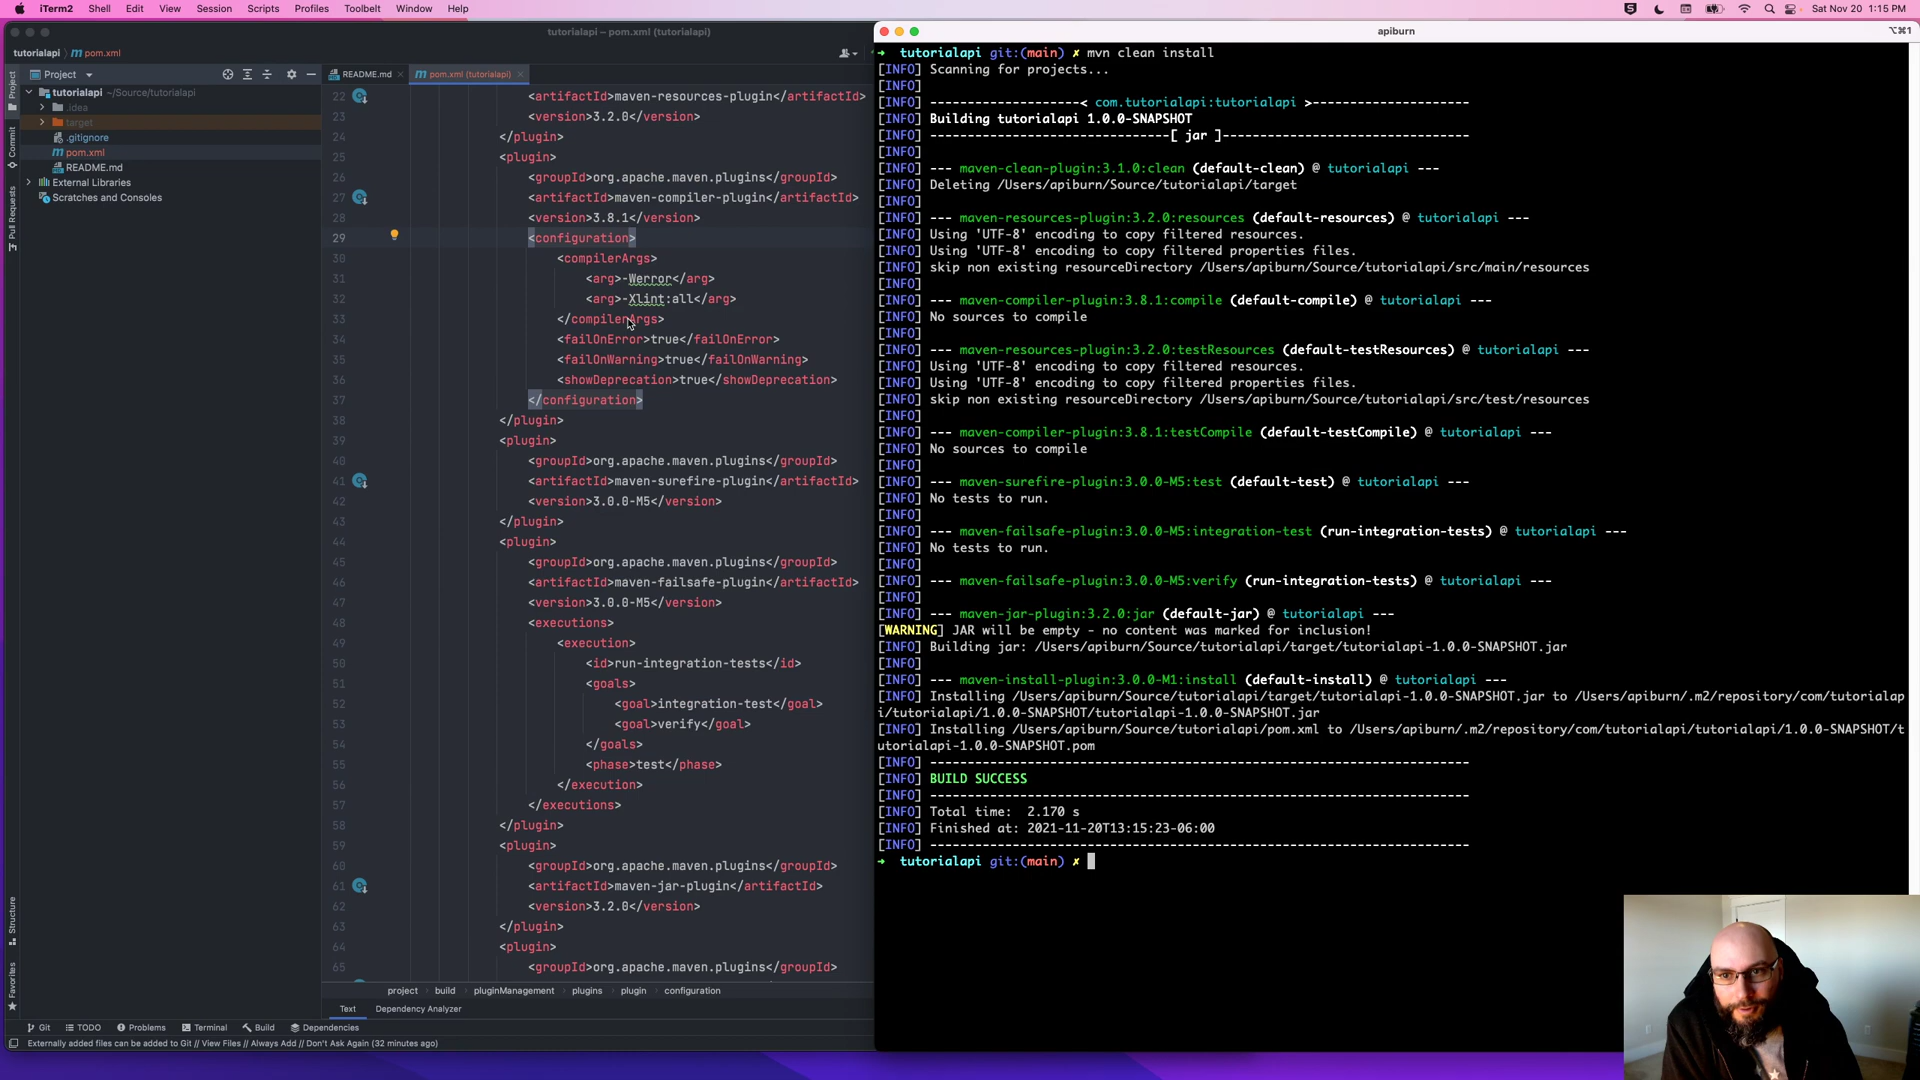 iTerm2 Shell Edit View Session Scripts Profiles Toolbelt Window Help
Sat Nov 20 1:15 PM
tutorialapi – pom.xml (tutorialapi)
tutorialapi > pom.xml
Project
README.md
pom.xml (tutorialapi)
tutorialapi ~/Source/tutorialapi
.idea
target
.gitignore
pom.xml
README.md
External Libraries
Scratches and Consoles
Project
Commit
Pull Requests
Structure
Favorites
22 <artifactId>maven-resources-plugin</artifactId>
23 <version>3.2.0</version>
24 </plugin>
25 <plugin>
26 <groupId>org.apache.maven.plugins</groupId>
27 <artifactId>maven-compiler-plugin</artifactId>
28 <version>3.8.1</version>
29 <configuration>
30 <compilerArgs>
31 <arg>-Werror</arg>
32 <arg>-Xlint:all</arg>
33 </compilerArgs>
34 <failOnError>true</failOnError>
35 <failOnWarning>true</failOnWarning>
36 <showDeprecation>true</showDeprecation>
37 </configuration>
38 </plugin>
39 <plugin>
40 <groupId>org.apache.maven.plugins</groupId>
41 <artifactId>maven-surefire-plugin</artifactId>
42 <version>3.0.0-M5</version>
43 </plugin>
44 <plugin>
45 <groupId>org.apache.maven.plugins</groupId>
46 <artifactId>maven-failsafe-plugin</artifactId>
47 <version>3.0.0-M5</version>
48 <executions>
49 <execution>
50 <id>run-integration-tests</id>
51 <goals>
52 <goal>integration-test</goal>
53 <goal>verify</goal>
54 </goals>
55 <phase>test</phase>
56 </execution>
57 </executions>
58 </plugin>
59 <plugin>
60 <groupId>org.apache.maven.plugins</groupId>
61 <artifactId>maven-jar-plugin</artifactId>
62 <version>3.2.0</version>
63 </plugin>
64 <plugin>
65 <groupId>org.apache.maven.plugins</groupId>
project > build > pluginManagement > plugins > plugin > configuration
Text Dependency Analyzer
Git TODO Problems Terminal Build Dependencies
Externally added files can be added to Git // View Files // Always Add // Don't Ask Again (32 minutes ago)
apiburn
⌥⌘1
➜ tutorialapi git:(main) ✗ mvn clean install
[INFO] Scanning for projects...
[INFO]
[INFO] ---------------------< com.tutorialapi:tutorialapi >---------------------
[INFO] Building tutorialapi 1.0.0-SNAPSHOT
[INFO] --------------------------------[ jar ]---------------------------------
[INFO]
[INFO] --- maven-clean-plugin:3.1.0:clean (default-clean) @ tutorialapi ---
[INFO] Deleting /Users/apiburn/Source/tutorialapi/target
[INFO]
[INFO] --- maven-resources-plugin:3.2.0:resources (default-resources) @ tutorialapi ---
[INFO] Using 'UTF-8' encoding to copy filtered resources.
[INFO] Using 'UTF-8' encoding to copy filtered properties files.
[INFO] skip non existing resourceDirectory /Users/apiburn/Source/tutorialapi/src/main/resources
[INFO]
[INFO] --- maven-compiler-plugin:3.8.1:compile (default-compile) @ tutorialapi ---
[INFO] No sources to compile
[INFO]
[INFO] --- maven-resources-plugin:3.2.0:testResources (default-testResources) @ tutorialapi ---
[INFO] Using 'UTF-8' encoding to copy filtered resources.
[INFO] Using 'UTF-8' encoding to copy filtered properties files.
[INFO] skip non existing resourceDirectory /Users/apiburn/Source/tutorialapi/src/test/resources
[INFO]
[INFO] --- maven-compiler-plugin:3.8.1:testCompile (default-testCompile) @ tutorialapi ---
[INFO] No sources to compile
[INFO]
[INFO] --- maven-surefire-plugin:3.0.0-M5:test (default-test) @ tutorialapi ---
[INFO] No tests to run.
[INFO]
[INFO] --- maven-failsafe-plugin:3.0.0-M5:integration-test (run-integration-tests) @ tutorialapi ---
[INFO] No tests to run.
[INFO]
[INFO] --- maven-failsafe-plugin:3.0.0-M5:verify (run-integration-tests) @ tutorialapi ---
[INFO]
[INFO] --- maven-jar-plugin:3.2.0:jar (default-jar) @ tutorialapi ---
[WARNING] JAR will be empty - no content was marked for inclusion!
[INFO] Building jar: /Users/apiburn/Source/tutorialapi/target/tutorialapi-1.0.0-SNAPSHOT.jar
[INFO]
[INFO] --- maven-install-plugin:3.0.0-M1:install (default-install) @ tutorialapi ---
[INFO] Installing /Users/apiburn/Source/tutorialapi/target/tutorialapi-1.0.0-SNAPSHOT.jar to /Users/apiburn/.m2/repository/com/tutorialap
i/tutorialapi/1.0.0-SNAPSHOT/tutorialapi-1.0.0-SNAPSHOT.jar
[INFO] Installing /Users/apiburn/Source/tutorialapi/pom.xml to /Users/apiburn/.m2/repository/com/tutorialapi/tutorialapi/1.0.0-SNAPSHOT/t
utorialapi-1.0.0-SNAPSHOT.pom
[INFO] ------------------------------------------------------------------------
[INFO] BUILD SUCCESS
[INFO] ------------------------------------------------------------------------
[INFO] Total time:  2.170 s
[INFO] Finished at: 2021-11-20T13:15:23-06:00
[INFO] ------------------------------------------------------------------------
➜ tutorialapi git:(main) ✗